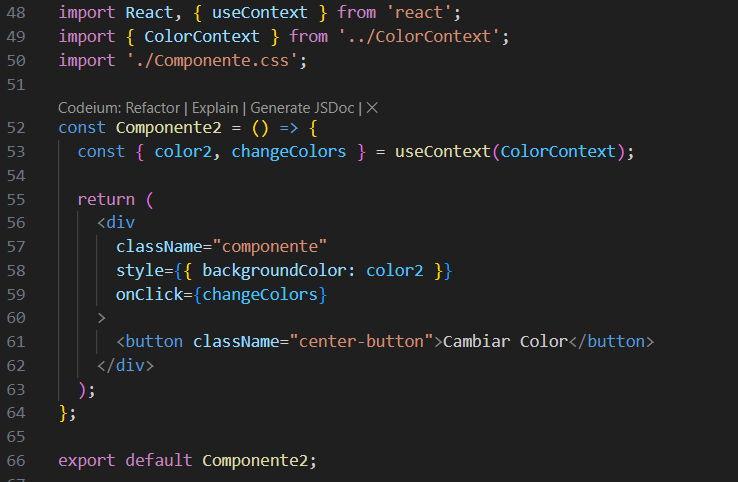 48 import React, { useContext } from 'react';
49 import { ColorContext } from '../ColorContext';
50 import './Componente.css';
51
Codeium: Refactor | Explain | Generate JSDoc | ×
52 const Componente2 = () => {
53   const { color2, changeColors } = useContext(ColorContext);
54
55   return (
56     <div
57       className="componente"
58       style={{ backgroundColor: color2 }}
59       onClick={changeColors}
60     >
61       <button className="center-button">Cambiar Color</button>
62     </div>
63   );
64 };
65
66 export default Componente2;